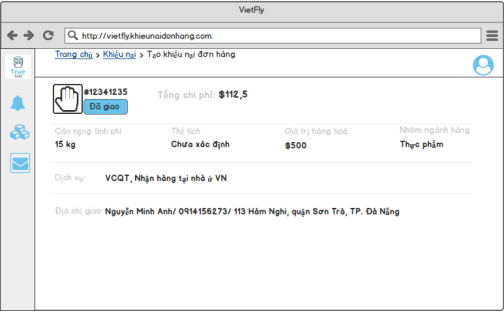 VietFly
http://vietfly.khieunaidonhang.com.
Trang chủ > Khiếu nại > Tạo khiếu nại đơn hàng
True
#12341235
Đã giao
Tổng chi phí: $112,5
Cân nặng tính phí
Thể tích
Giá trị hàng hoá
Nhóm ngành hàng
15 kg
Chưa xác định
$500
Thực phẩm
Dịch vụ: VCQT, Nhận hàng tại nhà ở VN
Địa chỉ giao: Nguyễn Minh Anh/ 0914156273/ 113 Hàm Nghi, quận Sơn Trà, TP. Đà Nẵng